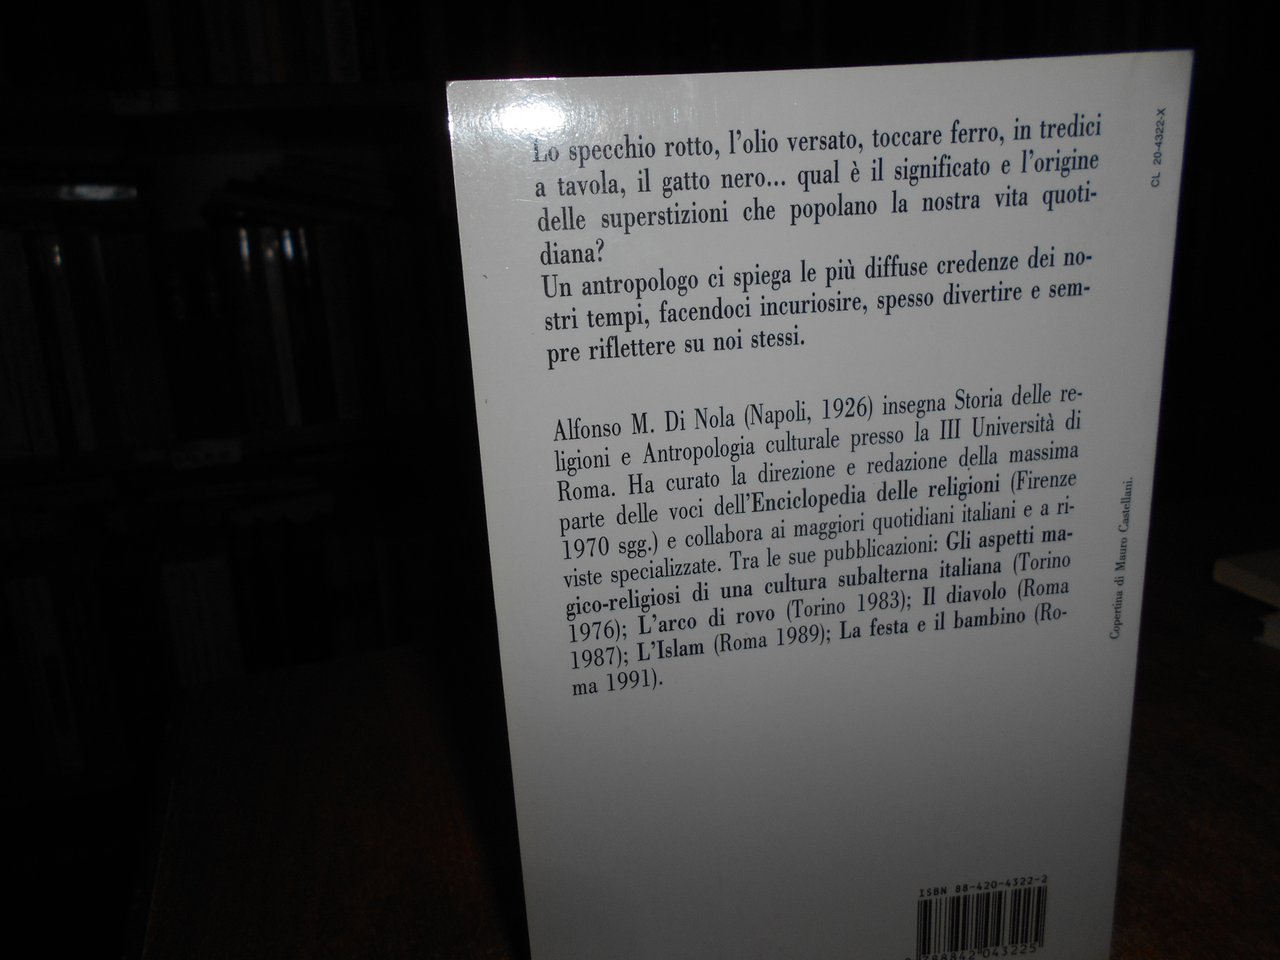 Lo specchio rotto, l'olio versato, toccare ferro, in tredici
a tavola, il gatto nero... qual è il significato e l'origine
delle superstizioni che popolano la nostra vita quoti-
diana?
Un antropologo ci spiega le più diffuse credenze dei no-
stri tempi, facendoci incuriosire, spesso divertire e sem-
pre riflettere su noi stessi.
Alfonso M. Di Nola (Napoli, 1926) insegna Storia delle re-
ligioni e Antropologia culturale presso la III Università di
Roma. Ha curato la direzione e redazione della massima
parte delle voci dell'Enciclopedia delle religioni (Firenze
1970 sgg.) e collabora ai maggiori quotidiani italiani e a ri-
viste specializzate. Tra le sue pubblicazioni: Gli aspetti ma-
gico-religiosi di una cultura subalterna italiana (Torino
1976); L'arco di rovo (Torino 1983); Il diavolo (Roma
1987); L'Islam (Roma 1989); La festa e il bambino (Ro-
ma 1991).
CL 20-4322-X
Copertina di Mauro Castellani.
ISBN 88-420-4322-2
9 788842 043225